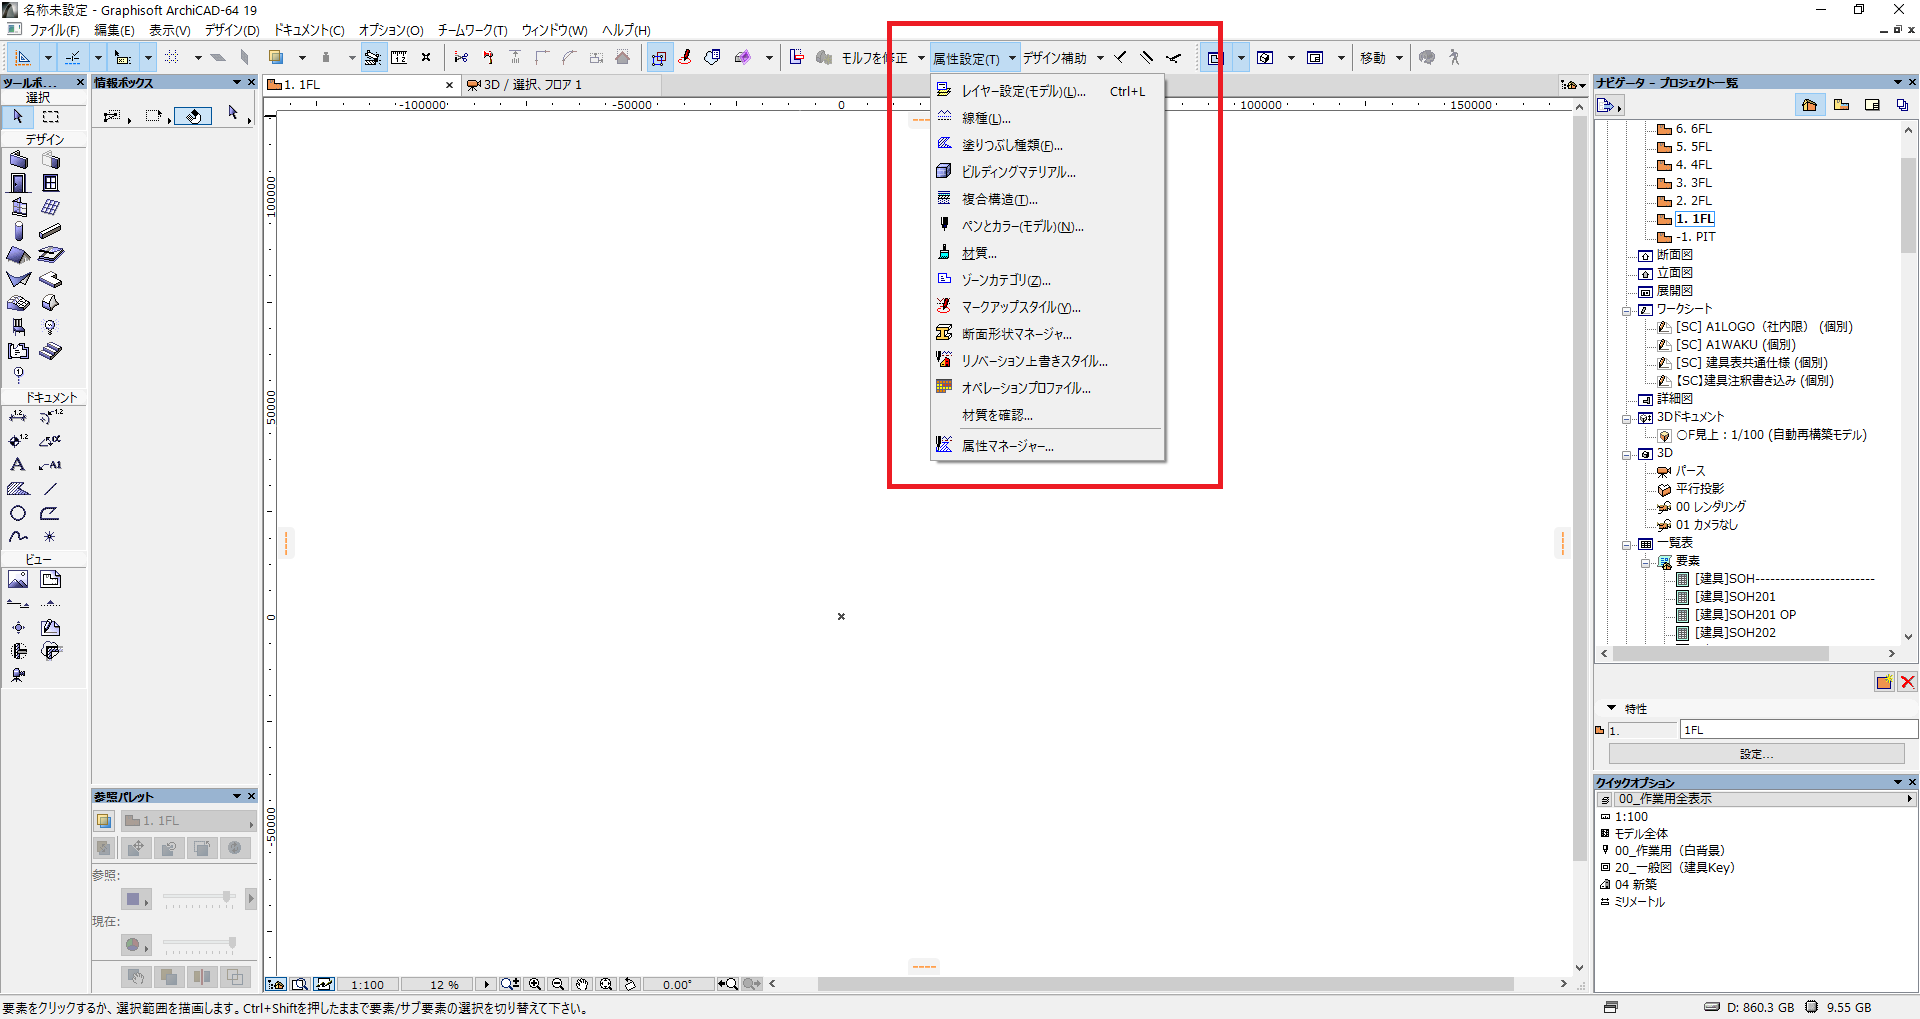 名称未設定 - Graphisoft ArchiCAD-64 19
ファイル(F) 編集(E) 表示(V) デザイン(D) ドキュメント(C) オプション(O) チームワーク(T) ウィンドウ(W) ヘルプ(H)
モルフを修正 属性設定(T) デザイン補助 移動
ツールボ... 情報ボックス
選択
デザイン
ドキュメント
ビュー
1. 1FL
3D / 選択、フロア 1
-100000 -50000 0 100000 150000
100000
50000
0
-50000
レイヤー設定(モデル)(L)... Ctrl+L
線種(L)...
塗りつぶし種類(F)...
ビルディングマテリアル...
複合構造(T)...
ペンとカラー(モデル)(N)...
材質...
ゾーンカテゴリ(Z)...
マークアップスタイル(Y)...
断面形状マネージャ...
リノベーション上書きスタイル...
オペレーションプロファイル...
材質を確認...
属性マネージャー...
参照パレット
1. 1FL
参照:
現在:
1:100 12 % 0.00°
ナビゲータ - プロジェクト一覧
6. 6FL
5. 5FL
4. 4FL
3. 3FL
2. 2FL
1. 1FL
-1. PIT
断面図
立面図
展開図
ワークシート
[SC] A1LOGO（社内限） (個別)
[SC] A1WAKU (個別)
[SC] 建具表共通仕様 (個別)
【SC】建具注釈書き込み (個別)
詳細図
3Dドキュメント
○F見上：1/100 (自動再構築モデル)
3D
パース
平行投影
00 レンダリング
01 カメラなし
一覧表
要素
[建具]SOH------------------------
[建具]SOH201
[建具]SOH201 OP
[建具]SOH202
特性
1. 1FL
設定...
クイックオプション
00_作業用全表示
1:100
モデル全体
00_作業用（白背景）
20_一般図（建具Key）
04 新築
ミリメートル
要素をクリックするか、選択範囲を描画します。Ctrl+Shiftを押したままで要素/サブ要素の選択を切り替えて下さい。
D: 860.3 GB 9.55 GB